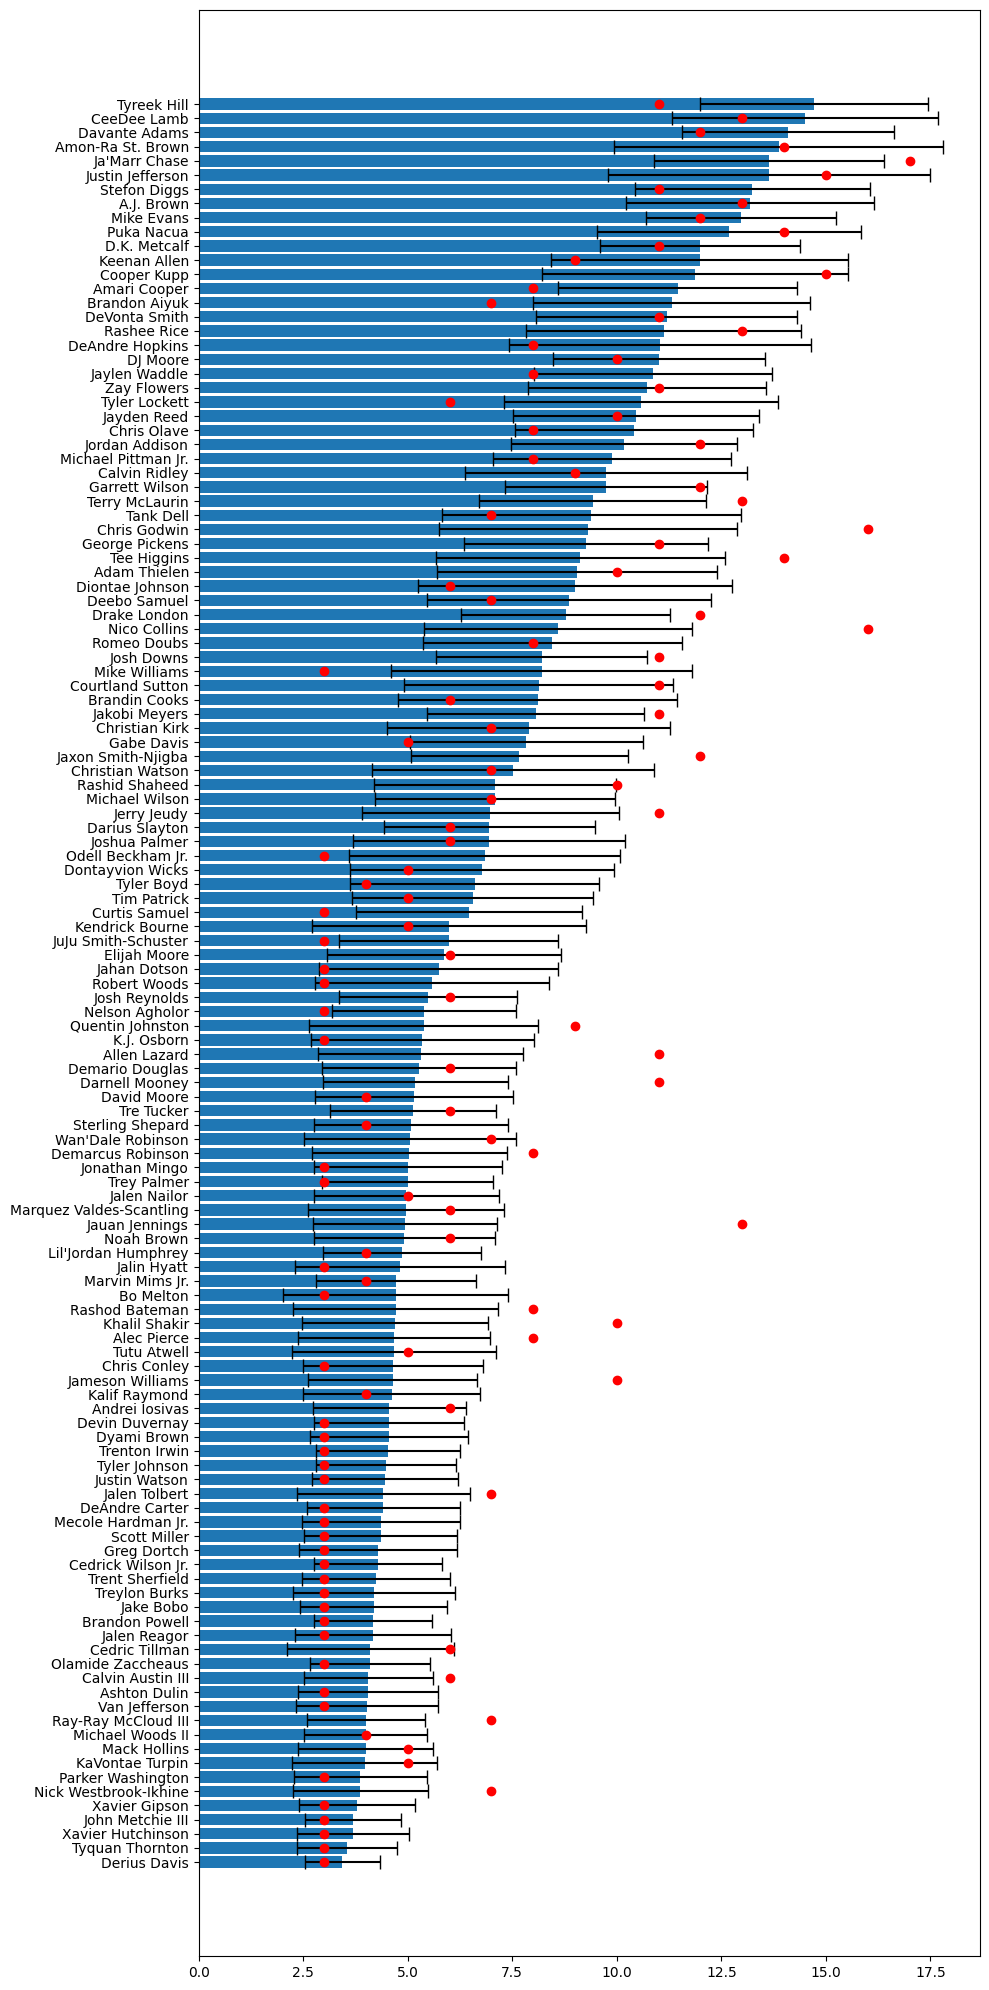 Tyreek Hill
CeeDee Lamb
Davante Adams
Amon-Ra St. Brown
Ja'Marr Chase
Justin Jefferson
Stefon Diggs
A.J. Brown
Mike Evans
Puka Nacua
D.K. Metcalf
Keenan Allen
Cooper Kupp
Amari Cooper
Brandon Aiyuk
DeVonta Smith
Rashee Rice
DeAndre Hopkins
DJ Moore
Jaylen Waddle
Zay Flowers
Tyler Lockett
Jayden Reed
Chris Olave
Jordan Addison
Michael Pittman Jr.
Calvin Ridley
Garrett Wilson
Terry McLaurin
Tank Dell
Chris Godwin
George Pickens
Tee Higgins
Adam Thielen
Diontae Johnson
Deebo Samuel
Drake London
Nico Collins
Romeo Doubs
Josh Downs
Mike Williams
Courtland Sutton
Brandin Cooks
Jakobi Meyers
Christian Kirk
Gabe Davis
Jaxon Smith-Njigba
Christian Watson
Rashid Shaheed
Michael Wilson
Jerry Jeudy
Darius Slayton
Joshua Palmer
Odell Beckham Jr.
Dontayvion Wicks
Tyler Boyd
Tim Patrick
Curtis Samuel
Kendrick Bourne
JuJu Smith-Schuster
Elijah Moore
Jahan Dotson
Robert Woods
Josh Reynolds
Nelson Agholor
Quentin Johnston
K.J. Osborn
Allen Lazard
Demario Douglas
Darnell Mooney
David Moore
Tre Tucker
Sterling Shepard
Wan'Dale Robinson
Demarcus Robinson
Jonathan Mingo
Trey Palmer
Jalen Nailor
Marquez Valdes-Scantling
Jauan Jennings
Noah Brown
Lil'Jordan Humphrey
Jalin Hyatt
Marvin Mims Jr.
Bo Melton
Rashod Bateman
Khalil Shakir
Alec Pierce
Tutu Atwell
Chris Conley
Jameson Williams
Kalif Raymond
Andrei Iosivas
Devin Duvernay
Dyami Brown
Trenton Irwin
Tyler Johnson
Justin Watson
Jalen Tolbert
DeAndre Carter
Mecole Hardman Jr.
Scott Miller
Greg Dortch
Cedrick Wilson Jr.
Trent Sherfield
Treylon Burks
Jake Bobo
Brandon Powell
Jalen Reagor
Cedric Tillman
Olamide Zaccheaus
Calvin Austin III
Ashton Dulin
Van Jefferson
Ray-Ray McCloud III
Michael Woods II
Mack Hollins
KaVontae Turpin
Parker Washington
Nick Westbrook-Ikhine
Xavier Gipson
John Metchie III
Xavier Hutchinson
Tyquan Thornton
Derius Davis
0.0 2.5 5.0 7.5 10.0 12.5 15.0 17.5